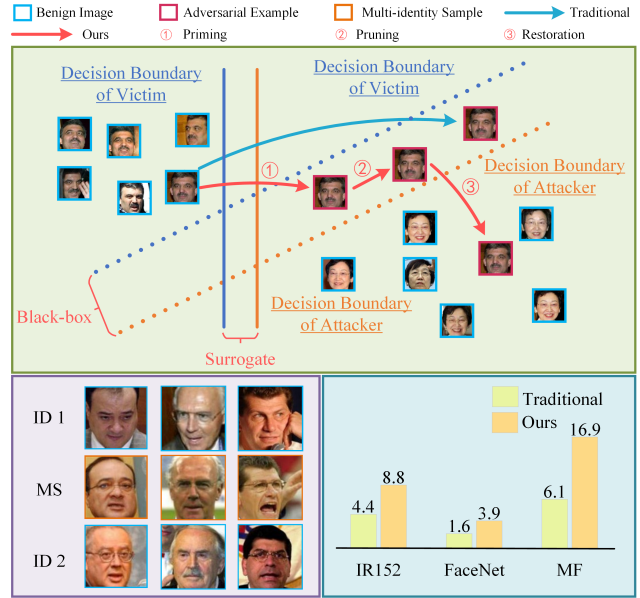 Benign Image Adversarial Example Multi-identity Sample Traditional
Ours ① Priming ② Pruning ③ Restoration
Decision Boundary
of Victim
Decision Boundary
of Victim
①
②
③
Decision Boundary
of Attacker
Decision Boundary
of Attacker
Black-box
Surrogate
ID 1
MS
ID 2
Traditional
Ours
4.4
8.8
1.6
3.9
6.1
16.9
IR152 FaceNet MF